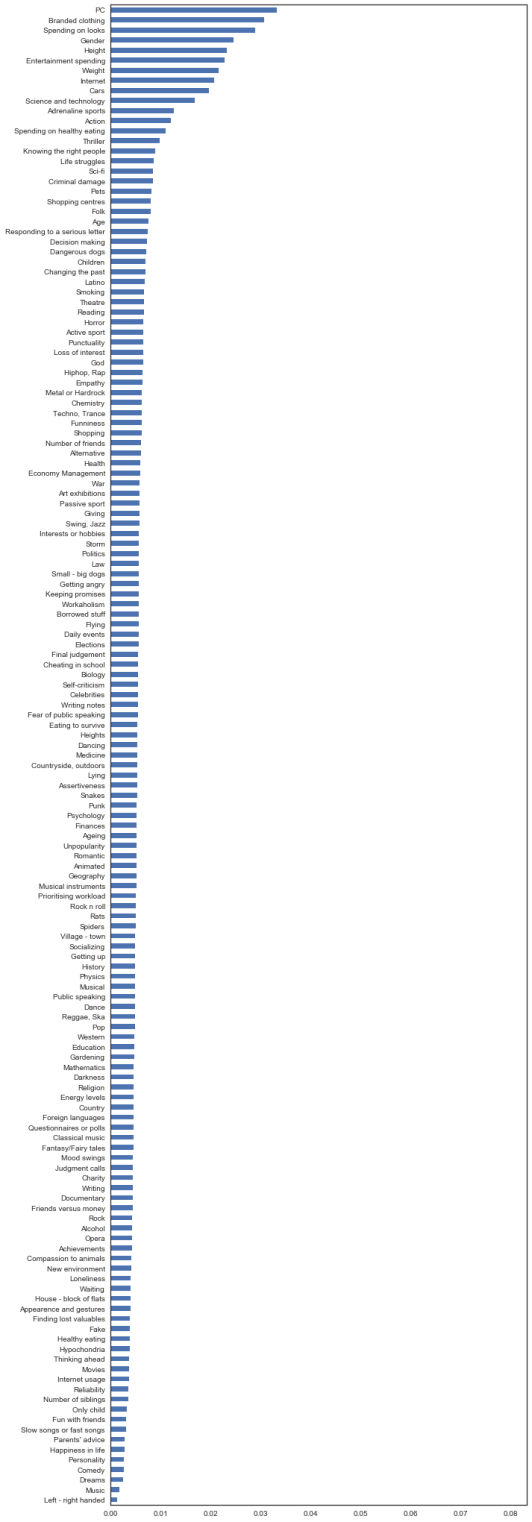 PC
Branded clothing
Spending on looks
Gender
Height
Entertainment spending
Weight
Internet
Cars
Science and technology
Adrenaline sports
Action
Spending on healthy eating
Thriller
Knowing the right people
Life struggles
Sci-fi
Criminal damage
Pets
Shopping centres
Folk
Age
Responding to a serious letter
Decision making
Dangerous dogs
Children
Changing the past
Latino
Smoking
Theatre
Reading
Horror
Active sport
Punctuality
Loss of interest
God
Hiphop, Rap
Empathy
Metal or Hardrock
Chemistry
Techno, Trance
Funniness
Shopping
Number of friends
Alternative
Health
Economy Management
War
Art exhibitions
Passive sport
Giving
Swing, Jazz
Interests or hobbies
Storm
Politics
Law
Small - big dogs
Getting angry
Keeping promises
Workaholism
Borrowed stuff
Flying
Daily events
Elections
Final judgement
Cheating in school
Biology
Self-criticism
Celebrities
Writing notes
Fear of public speaking
Eating to survive
Heights
Dancing
Medicine
Countryside, outdoors
Lying
Assertiveness
Snakes
Punk
Psychology
Finances
Ageing
Unpopularity
Romantic
Animated
Geography
Musical instruments
Prioritising workload
Rock n roll
Rats
Spiders
Village - town
Socializing
Getting up
History
Physics
Musical
Public speaking
Dance
Reggae, Ska
Pop
Western
Education
Gardening
Mathematics
Darkness
Religion
Energy levels
Country
Foreign languages
Questionnaires or polls
Classical music
Fantasy/Fairy tales
Mood swings
Judgment calls
Charity
Writing
Documentary
Friends versus money
Rock
Alcohol
Opera
Achievements
Compassion to animals
New environment
Loneliness
Waiting
House - block of flats
Appearence and gestures
Finding lost valuables
Fake
Healthy eating
Hypochondria
Thinking ahead
Movies
Internet usage
Reliability
Number of siblings
Only child
Fun with friends
Slow songs or fast songs
Parents' advice
Happiness in life
Personality
Comedy
Dreams
Music
Left - right handed
0.00 0.01 0.02 0.03 0.04 0.05 0.06 0.07 0.08